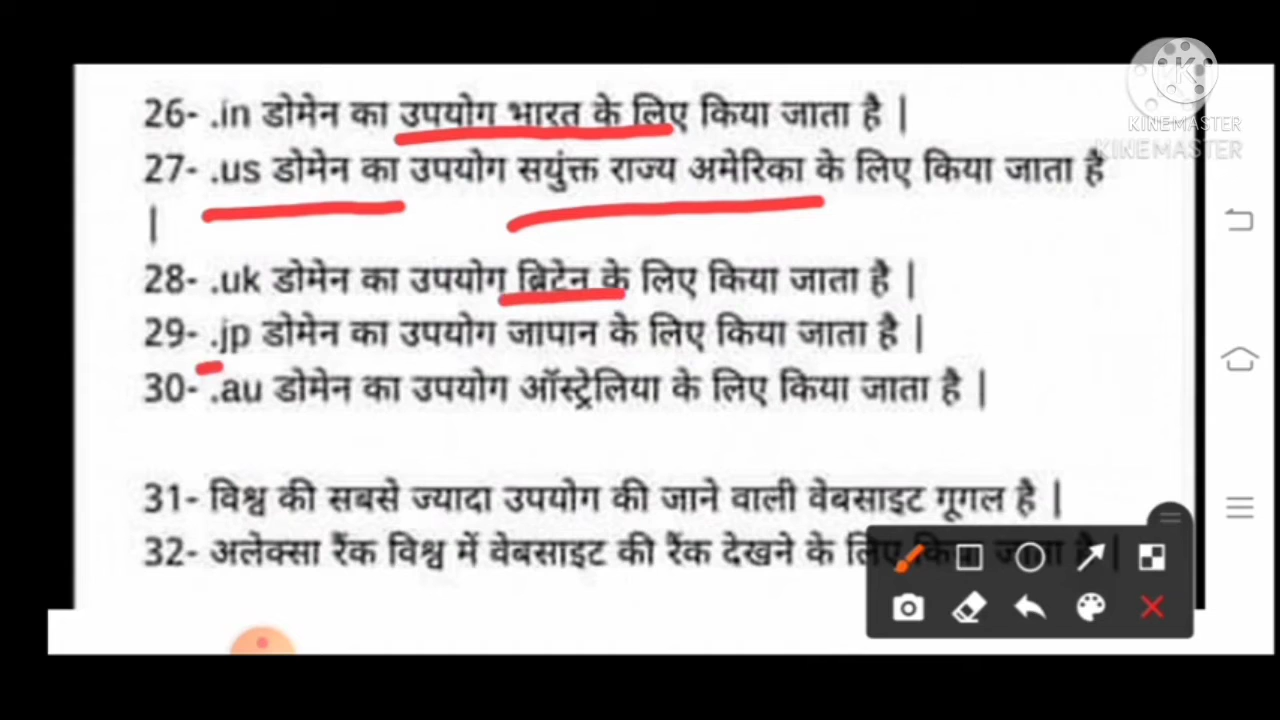 26- .in डोमेन का उपयोग भारत के लिए किया जाता है |
27- .us डोमेन का उपयोग सयुंक्त राज्य अमेरिका के लिए किया जाता है
|
28- .uk डोमेन का उपयोग ब्रिटेन के लिए किया जाता है |
29- .jp डोमेन का उपयोग जापान के लिए किया जाता है |
30- .au डोमेन का उपयोग ऑस्ट्रेलिया के लिए किया जाता है |
31- विश्व की सबसे ज्यादा उपयोग की जाने वाली वेबसाइट गूगल है |
32- अलेक्सा रैंक विश्व में वेबसाइट की रैंक देखने के लिए किया जाता है |
KINEMASTER
KINEMASTER